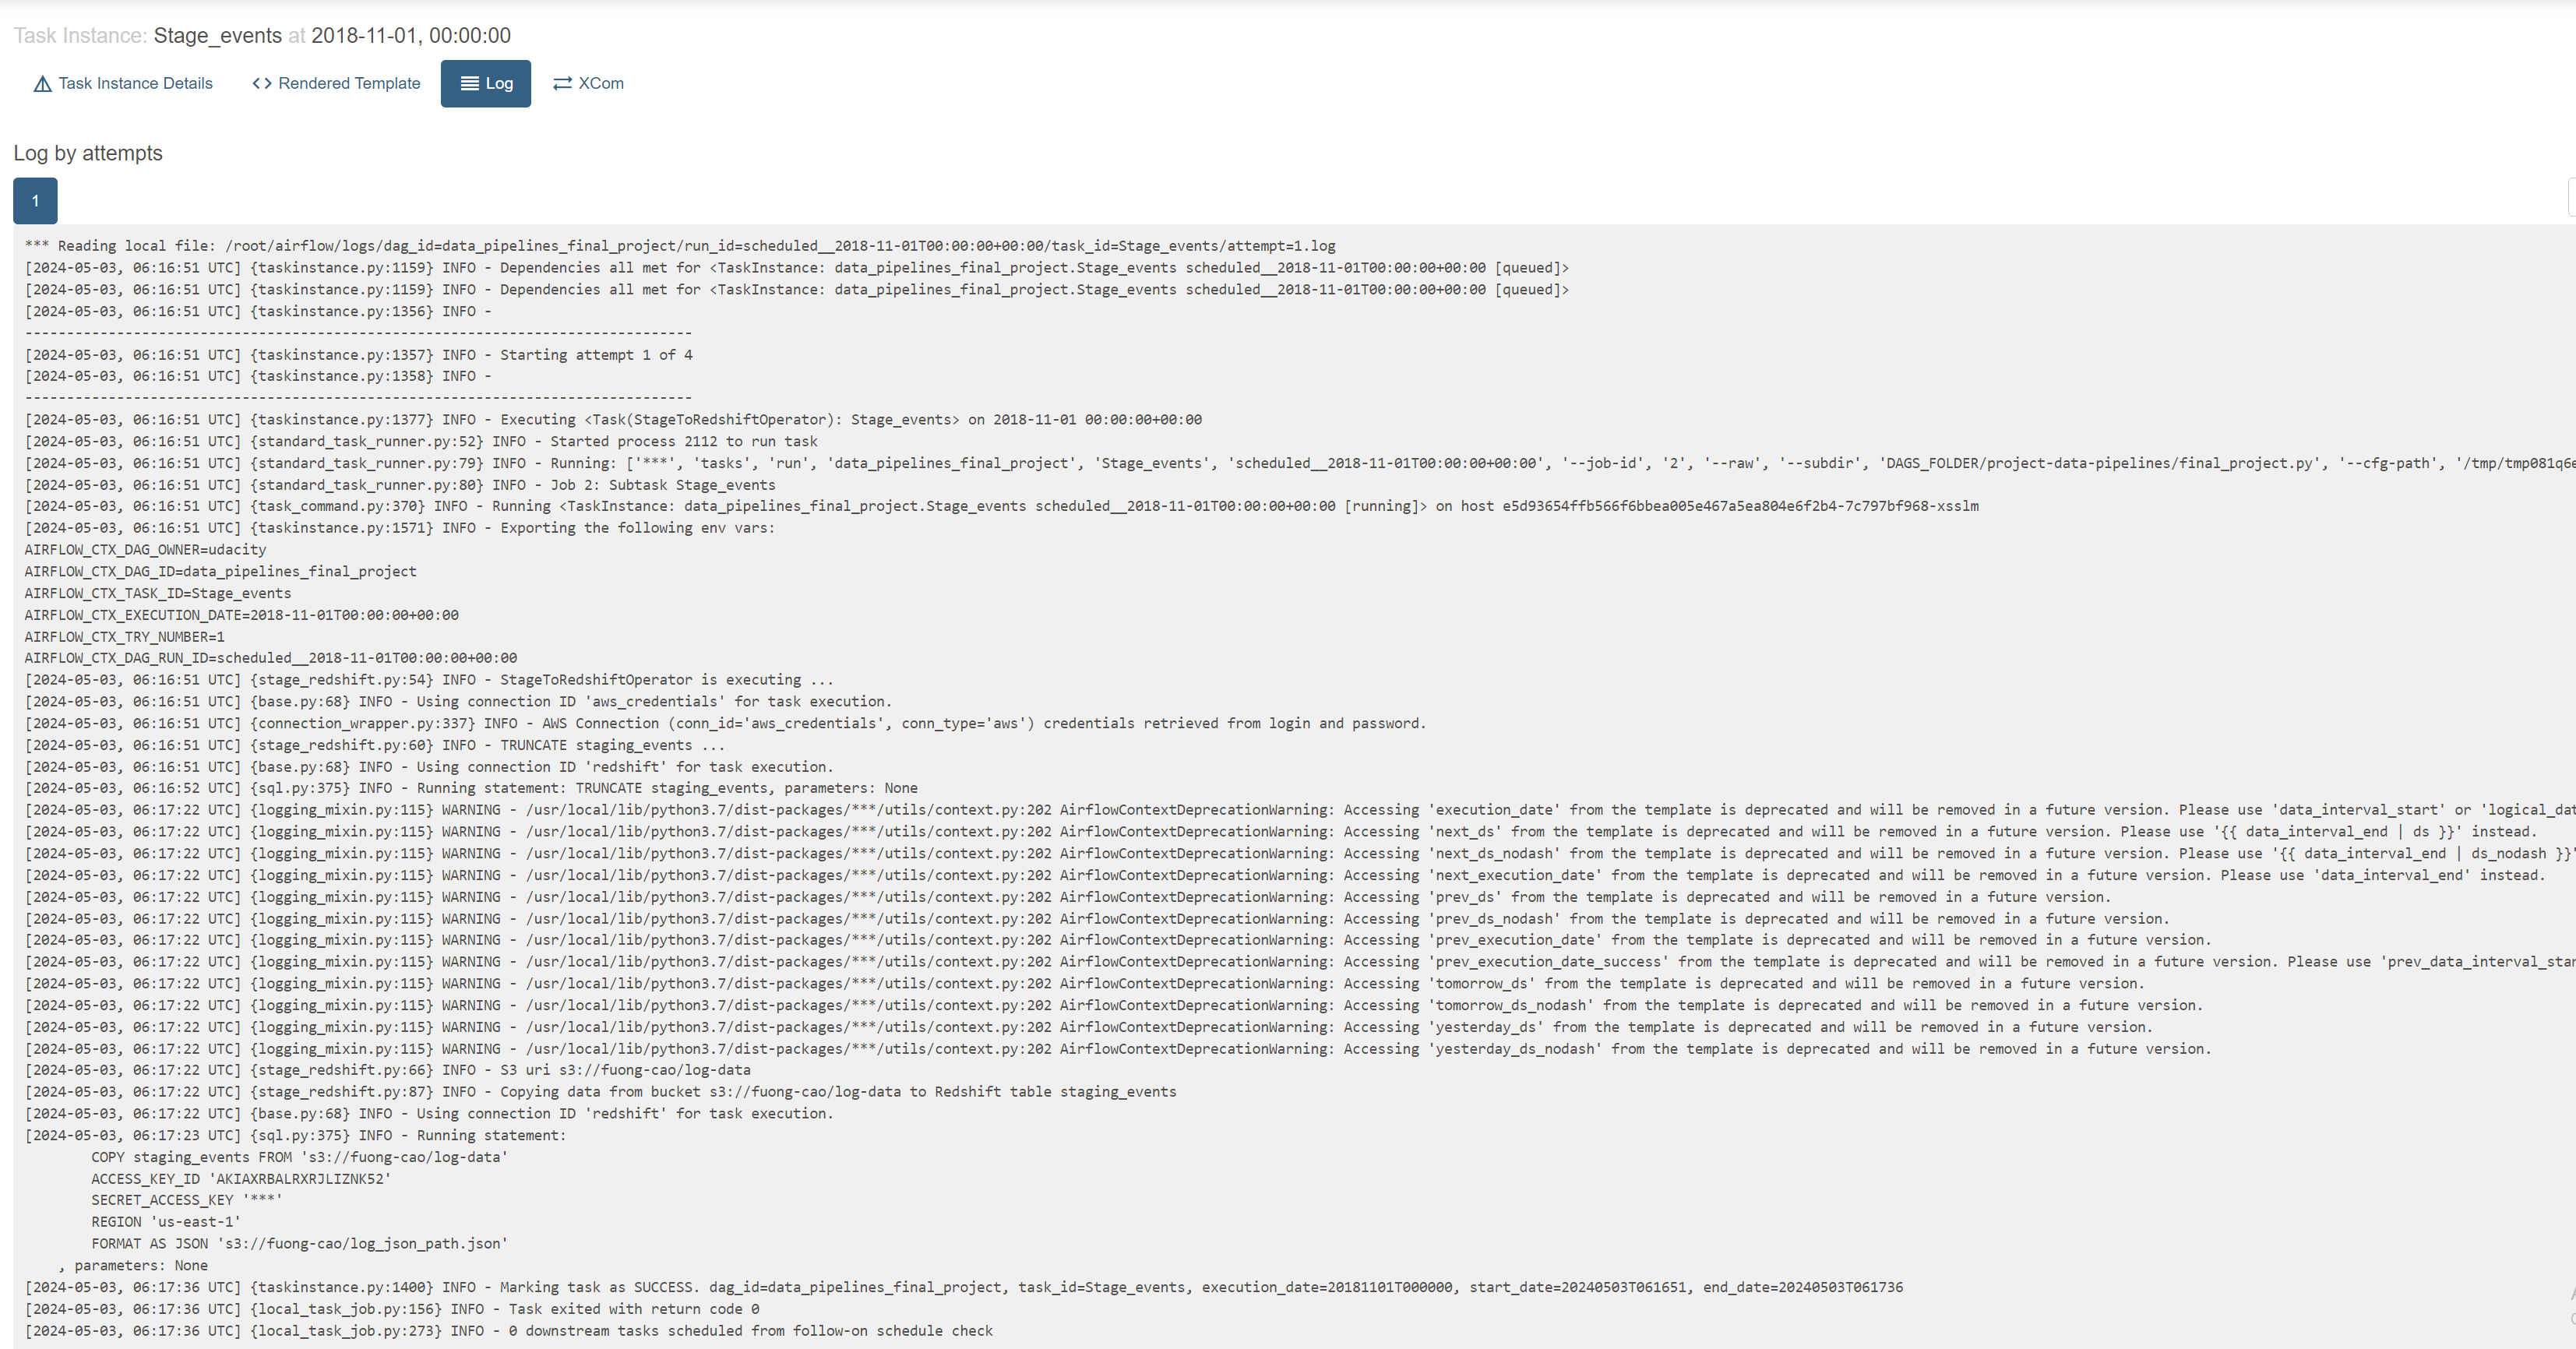 Task Instance: Stage_events at 2018-11-01, 00:00:00
Task Instance Details
<> Rendered Template
Log
XCom
Log by attempts
1
*** Reading local file: /root/airflow/logs/dag_id=data_pipelines_final_project/run_id=scheduled__2018-11-01T00:00:00+00:00/task_id=Stage_events/attempt=1.log
[2024-05-03, 06:16:51 UTC] {taskinstance.py:1159} INFO - Dependencies all met for <TaskInstance: data_pipelines_final_project.Stage_events scheduled__2018-11-01T00:00:00+00:00 [queued]>
[2024-05-03, 06:16:51 UTC] {taskinstance.py:1159} INFO - Dependencies all met for <TaskInstance: data_pipelines_final_project.Stage_events scheduled__2018-11-01T00:00:00+00:00 [queued]>
[2024-05-03, 06:16:51 UTC] {taskinstance.py:1356} INFO -
--------------------------------------------------------------------------------
[2024-05-03, 06:16:51 UTC] {taskinstance.py:1357} INFO - Starting attempt 1 of 4
[2024-05-03, 06:16:51 UTC] {taskinstance.py:1358} INFO -
--------------------------------------------------------------------------------
[2024-05-03, 06:16:51 UTC] {taskinstance.py:1377} INFO - Executing <Task(StageToRedshiftOperator): Stage_events> on 2018-11-01 00:00:00+00:00
[2024-05-03, 06:16:51 UTC] {standard_task_runner.py:52} INFO - Started process 2112 to run task
[2024-05-03, 06:16:51 UTC] {standard_task_runner.py:79} INFO - Running: ['***', 'tasks', 'run', 'data_pipelines_final_project', 'Stage_events', 'scheduled__2018-11-01T00:00:00+00:00', '--job-id', '2', '--raw', '--subdir', 'DAGS_FOLDER/project-data-pipelines/final_project.py', '--cfg-path',
[2024-05-03, 06:16:51 UTC] {standard_task_runner.py:80} INFO - Job 2: Subtask Stage_events
[2024-05-03, 06:16:51 UTC] {task_command.py:370} INFO - Running <TaskInstance: data_pipelines_final_project.Stage_events scheduled__2018-11-01T00:00:00+00:00 [running]> on host e5d93654ffb566f6bbea005e467a5ea804e6f2b4-7c797bf968-xsslm
[2024-05-03, 06:16:51 UTC] {taskinstance.py:1571} INFO - Exporting the following env vars:
AIRFLOW_CTX_DAG_OWNER=udacity
AIRFLOW_CTX_DAG_ID=data_pipelines_final_project
AIRFLOW_CTX_TASK_ID=Stage_events
AIRFLOW_CTX_EXECUTION_DATE=2018-11-01T00:00:00+00:00
AIRFLOW_CTX_TRY_NUMBER=1
AIRFLOW_CTX_DAG_RUN_ID=scheduled__2018-11-01T00:00:00+00:00
[2024-05-03, 06:16:51 UTC] {stage_redshift.py:54} INFO - StageToRedshiftOperator is executing ...
[2024-05-03, 06:16:51 UTC] {base.py:68} INFO - Using connection ID 'aws_credentials' for task execution.
[2024-05-03, 06:16:51 UTC] {connection_wrapper.py:337} INFO - AWS Connection (conn_id='aws_credentials', conn_type='aws') credentials retrieved from login and password.
[2024-05-03, 06:16:51 UTC] {stage_redshift.py:60} INFO - TRUNCATE staging_events ...
[2024-05-03, 06:16:51 UTC] {base.py:68} INFO - Using connection ID 'redshift' for task execution.
[2024-05-03, 06:16:52 UTC] {sql.py:375} INFO - Running statement: TRUNCATE staging_events, parameters: None
[2024-05-03, 06:17:22 UTC] {logging_mixin.py:115} WARNING - /usr/local/lib/python3.7/dist-packages/***/utils/context.py:202 AirflowContextDeprecationWarning: Accessing 'execution_date' from the template is deprecated and will be removed in a future version. Please use 'data_interval_start' or
[2024-05-03, 06:17:22 UTC] {logging_mixin.py:115} WARNING - /usr/local/lib/python3.7/dist-packages/***/utils/context.py:202 AirflowContextDeprecationWarning: Accessing 'next_ds' from the template is deprecated and will be removed in a future version. Please use '{{ data_interval_end | ds }}' instead.
[2024-05-03, 06:17:22 UTC] {logging_mixin.py:115} WARNING - /usr/local/lib/python3.7/dist-packages/***/utils/context.py:202 AirflowContextDeprecationWarning: Accessing 'next_ds_nodash' from the template is deprecated and will be removed in a future version. Please use '{{ data_interval_end | ds_nodash }}'
[2024-05-03, 06:17:22 UTC] {logging_mixin.py:115} WARNING - /usr/local/lib/python3.7/dist-packages/***/utils/context.py:202 AirflowContextDeprecationWarning: Accessing 'next_execution_date' from the template is deprecated and will be removed in a future version. Please use 'data_interval_end' instead.
[2024-05-03, 06:17:22 UTC] {logging_mixin.py:115} WARNING - /usr/local/lib/python3.7/dist-packages/***/utils/context.py:202 AirflowContextDeprecationWarning: Accessing 'prev_ds' from the template is deprecated and will be removed in a future version.
[2024-05-03, 06:17:22 UTC] {logging_mixin.py:115} WARNING - /usr/local/lib/python3.7/dist-packages/***/utils/context.py:202 AirflowContextDeprecationWarning: Accessing 'prev_ds_nodash' from the template is deprecated and will be removed in a future version.
[2024-05-03, 06:17:22 UTC] {logging_mixin.py:115} WARNING - /usr/local/lib/python3.7/dist-packages/***/utils/context.py:202 AirflowContextDeprecationWarning: Accessing 'prev_execution_date' from the template is deprecated and will be removed in a future version.
[2024-05-03, 06:17:22 UTC] {logging_mixin.py:115} WARNING - /usr/local/lib/python3.7/dist-packages/***/utils/context.py:202 AirflowContextDeprecationWarning: Accessing 'prev_execution_date_success' from the template is deprecated and will be removed in a future version. Please use
[2024-05-03, 06:17:22 UTC] {logging_mixin.py:115} WARNING - /usr/local/lib/python3.7/dist-packages/***/utils/context.py:202 AirflowContextDeprecationWarning: Accessing 'tomorrow_ds' from the template is deprecated and will be removed in a future version.
[2024-05-03, 06:17:22 UTC] {logging_mixin.py:115} WARNING - /usr/local/lib/python3.7/dist-packages/***/utils/context.py:202 AirflowContextDeprecationWarning: Accessing 'tomorrow_ds_nodash' from the template is deprecated and will be removed in a future version.
[2024-05-03, 06:17:22 UTC] {logging_mixin.py:115} WARNING - /usr/local/lib/python3.7/dist-packages/***/utils/context.py:202 AirflowContextDeprecationWarning: Accessing 'yesterday_ds' from the template is deprecated and will be removed in a future version.
[2024-05-03, 06:17:22 UTC] {logging_mixin.py:115} WARNING - /usr/local/lib/python3.7/dist-packages/***/utils/context.py:202 AirflowContextDeprecationWarning: Accessing 'yesterday_ds_nodash' from the template is deprecated and will be removed in a future version.
[2024-05-03, 06:17:22 UTC] {stage_redshift.py:66} INFO - S3 uri s3://fuong-cao/log-data
[2024-05-03, 06:17:22 UTC] {stage_redshift.py:87} INFO - Copying data from bucket s3://fuong-cao/log-data to Redshift table staging_events
[2024-05-03, 06:17:22 UTC] {base.py:68} INFO - Using connection ID 'redshift' for task execution.
[2024-05-03, 06:17:23 UTC] {sql.py:375} INFO - Running statement:
COPY staging_events FROM 's3://fuong-cao/log-data'
ACCESS_KEY_ID 'AKIAXRBALRXRJLIZNK52'
SECRET_ACCESS_KEY '***'
REGION 'us-east-1'
FORMAT AS JSON 's3://fuong-cao/log_json_path.json'
, parameters: None
[2024-05-03, 06:17:36 UTC] {taskinstance.py:1400} INFO - Marking task as SUCCESS. dag_id=data_pipelines_final_project, task_id=Stage_events, execution_date=20181101T000000, start_date=20240503T061651, end_date=20240503T061736
[2024-05-03, 06:17:36 UTC] {local_task_job.py:156} INFO - Task exited with return code 0
[2024-05-03, 06:17:36 UTC] {local_task_job.py:273} INFO - 0 downstream tasks scheduled from follow-on schedule check